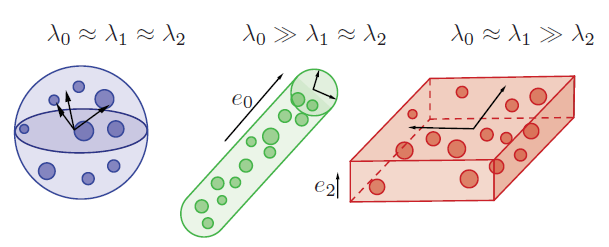 λ₀ ≈ λ₁ ≈ λ₂
λ₀ ≫ λ₁ ≈ λ₂
λ₀ ≈ λ₁ ≫ λ₂
e₀
e₂